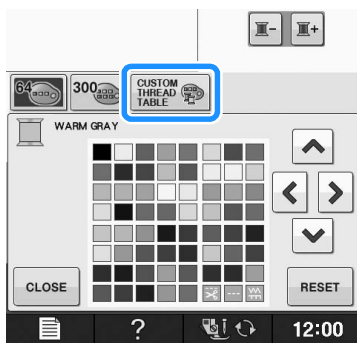 64
300
CUSTOM
THREAD
TABLE
WARM GRAY
CLOSE
RESET
?
12:00